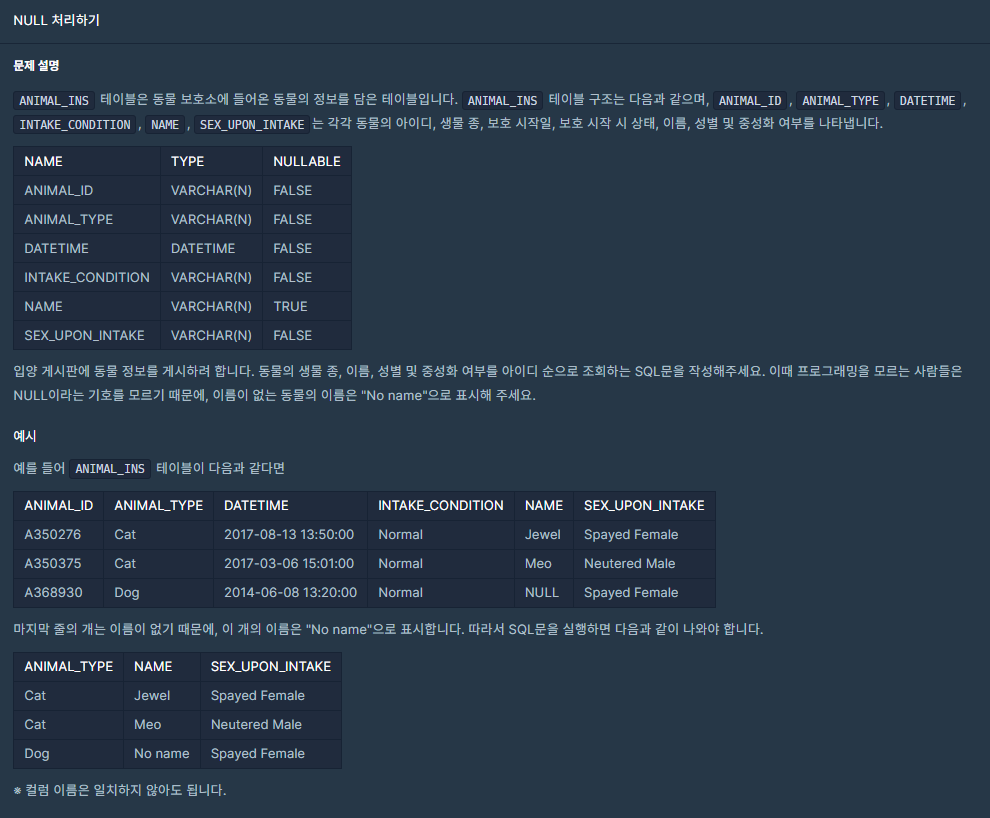 NULL 처리하기
문제 설명
ANIMAL_INS 테이블은 동물 보호소에 들어온 동물의 정보를 담은 테이블입니다. ANIMAL_INS 테이블 구조는 다음과 같으며, ANIMAL_ID , ANIMAL_TYPE , DATETIME ,
INTAKE_CONDITION , NAME , SEX_UPON_INTAKE 는 각각 동물의 아이디, 생물 종, 보호 시작일, 보호 시작 시 상태, 이름, 성별 및 중성화 여부를 나타냅니다.
NAME TYPE NULLABLE
ANIMAL_ID VARCHAR(N) FALSE
ANIMAL_TYPE VARCHAR(N) FALSE
DATETIME DATETIME FALSE
INTAKE_CONDITION VARCHAR(N) FALSE
NAME VARCHAR(N) TRUE
SEX_UPON_INTAKE VARCHAR(N) FALSE
입양 게시판에 동물 정보를 게시하려 합니다. 동물의 생물 종, 이름, 성별 및 중성화 여부를 아이디 순으로 조회하는 SQL문을 작성해주세요. 이때 프로그래밍을 모르는 사람들은
NULL이라는 기호를 모르기 때문에, 이름이 없는 동물의 이름은 "No name"으로 표시해 주세요.
예시
예를 들어 ANIMAL_INS 테이블이 다음과 같다면
ANIMAL_ID ANIMAL_TYPE DATETIME INTAKE_CONDITION NAME SEX_UPON_INTAKE
A350276 Cat 2017-08-13 13:50:00 Normal Jewel Spayed Female
A350375 Cat 2017-03-06 15:01:00 Normal Meo Neutered Male
A368930 Dog 2014-06-08 13:20:00 Normal NULL Spayed Female
마지막 줄의 개는 이름이 없기 때문에, 이 개의 이름은 "No name"으로 표시합니다. 따라서 SQL문을 실행하면 다음과 같이 나와야 합니다.
ANIMAL_TYPE NAME SEX_UPON_INTAKE
Cat Jewel Spayed Female
Cat Meo Neutered Male
Dog No name Spayed Female
※ 컬럼 이름은 일치하지 않아도 됩니다.